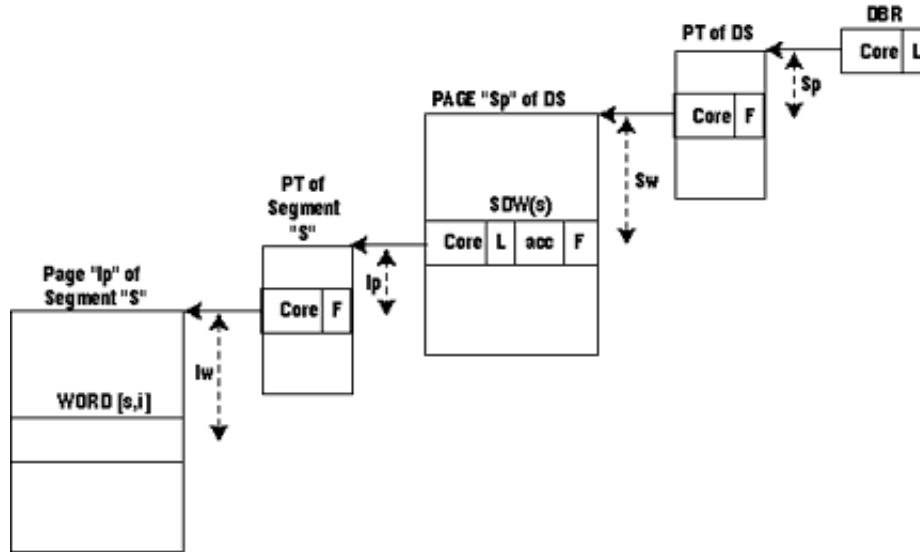 DBR
Core L
PT of DS
Sp
Core F
PAGE "Sp" of DS
Sw
SDW(s)
Core L acc F
PT of
Segment
"S"
Ip
Core F
Page "Ip" of
Segment "S"
Iw
WORD [s,i]